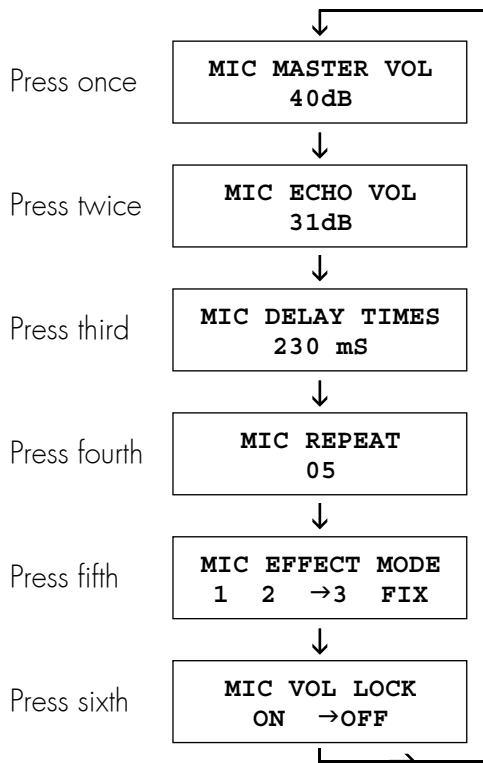 Press once
MIC MASTER VOL
40dB
Press twice
MIC ECHO VOL
31dB
Press third
MIC DELAY TIMES
230 mS
Press fourth
MIC REPEAT
05
Press fifth
MIC EFFECT MODE
1 2 →3 FIX
Press sixth
MIC VOL LOCK
ON →OFF